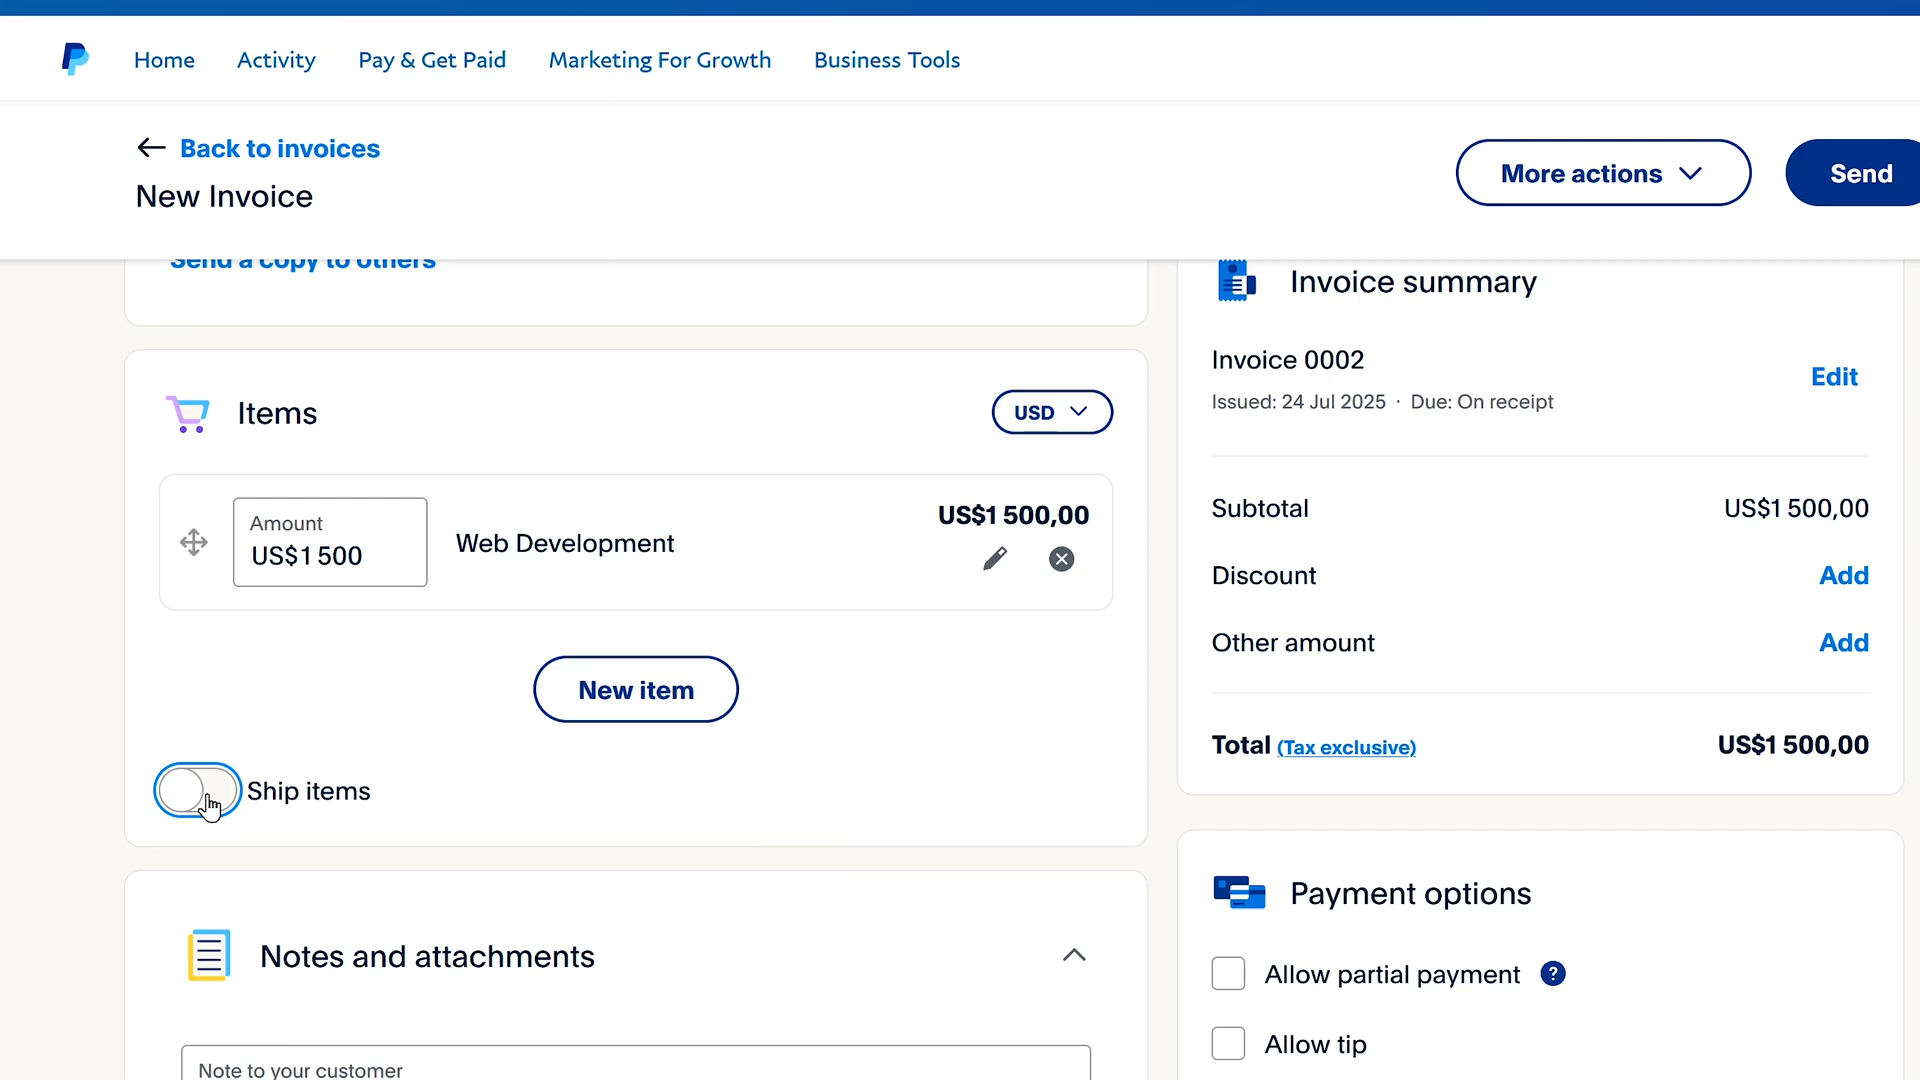 Home Activity Pay & Get Paid Marketing For Growth Business Tools
Back to invoices
New Invoice
More actions
Send
Send a copy to others
Items
USD
Amount
US$1 500
Web Development
US$1 500,00
New item
Ship items
Notes and attachments
Note to your customer
Invoice summary
Invoice 0002
Edit
Issued: 24 Jul 2025 · Due: On receipt
Subtotal US$1 500,00
Discount Add
Other amount Add
Total (Tax exclusive) US$1 500,00
Payment options
Allow partial payment ?
Allow tip